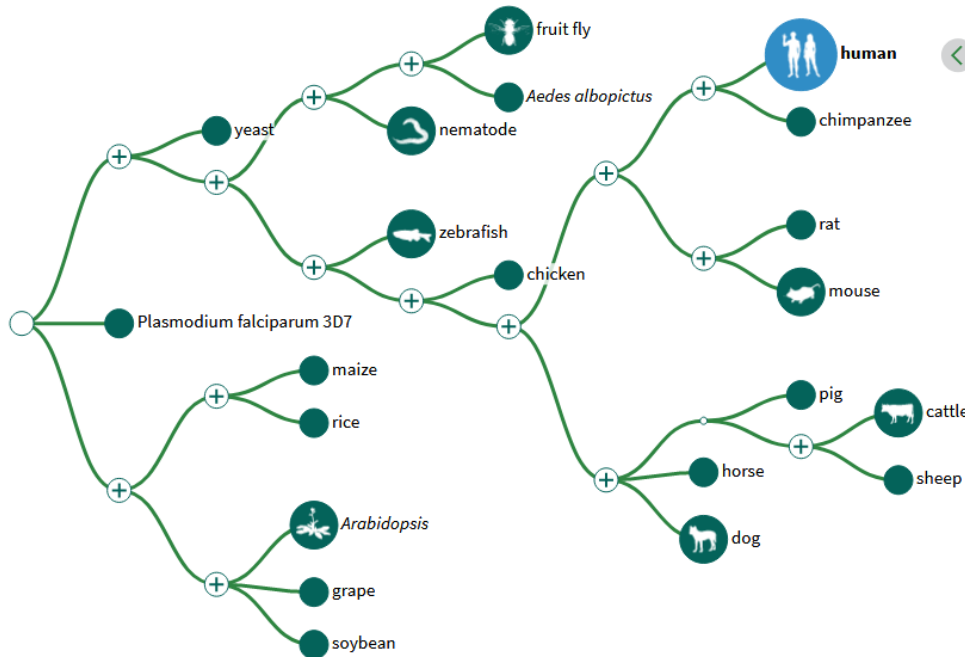 fruit fly
human
Aedes albopictus
chimpanzee
yeast
nematode
rat
zebrafish
chicken
mouse
Plasmodium falciparum 3D7
maize
pig
cattle
rice
horse
sheep
Arabidopsis
dog
grape
soybean